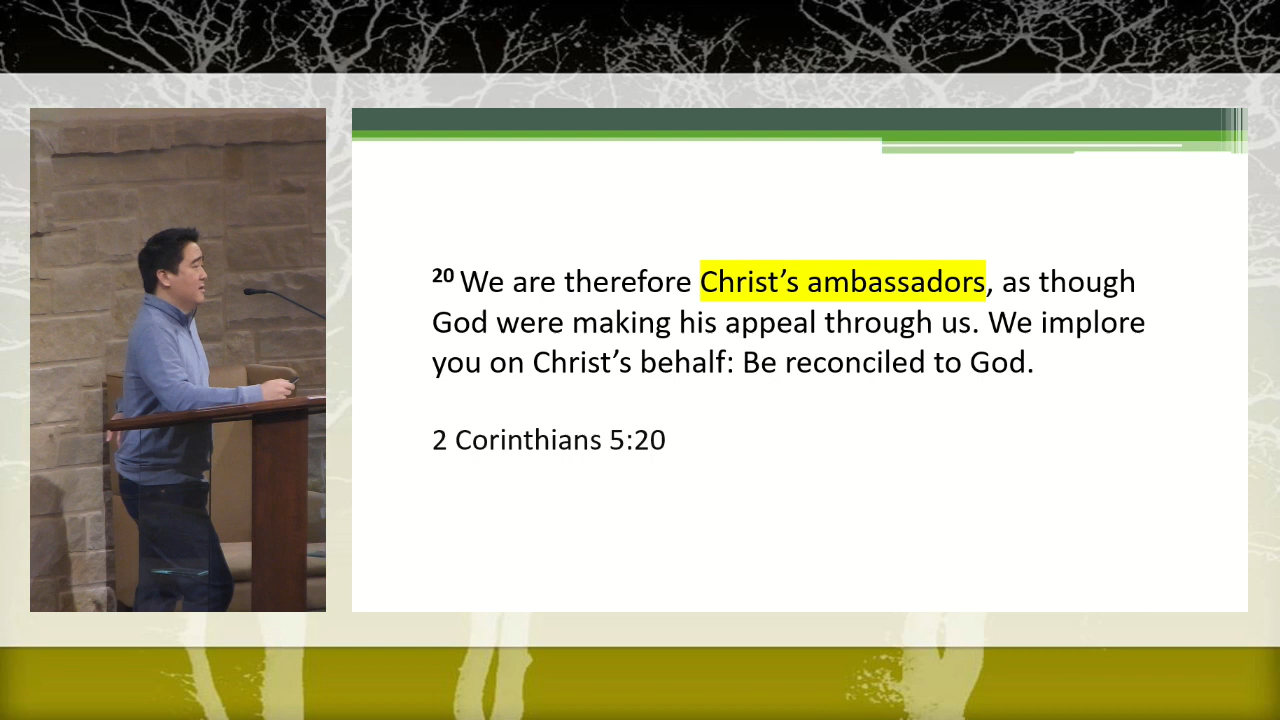 20 We are therefore Christ’s ambassadors, as though
God were making his appeal through us. We implore
you on Christ’s behalf: Be reconciled to God.
2 Corinthians 5:20